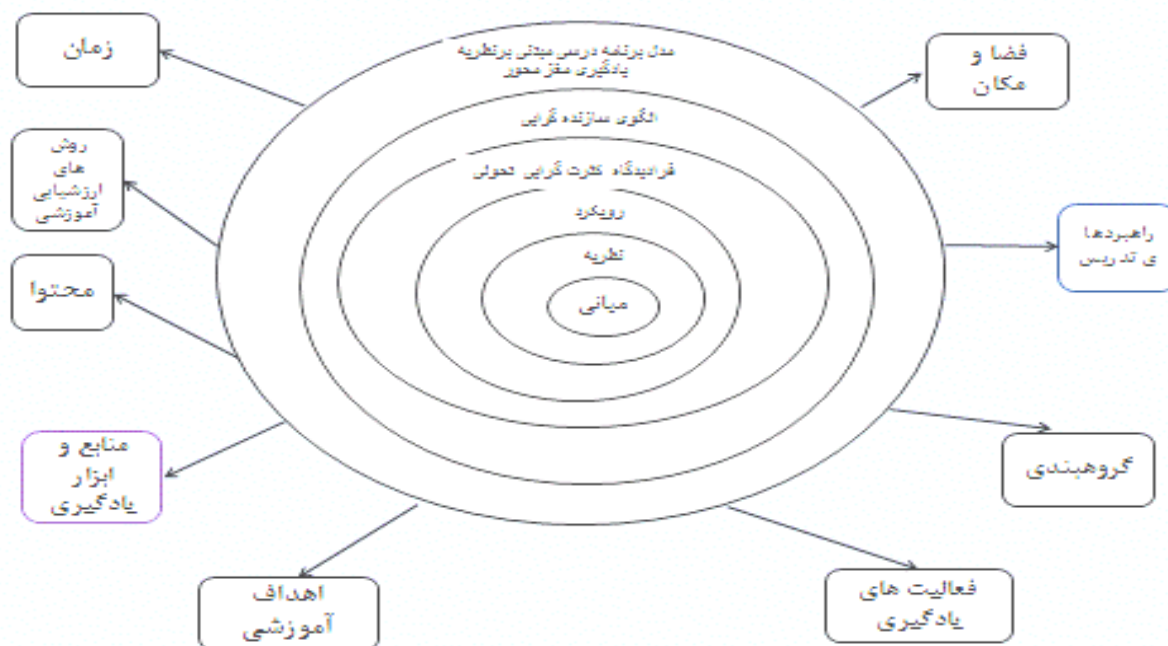 زمان
فضا و
مکان
مدل برنامه درسی مبتنی برنظریه
یادگیری مغز محور
الگوی سازنده گرایی
روش
های
ارزشیابی
آموزشی
فرادیدگاه کثرت گرایی تحولی
رویکرد
راهبردها
ی تدریس
نظریه
محتوا
مبانی
منابع و
ابزار
یادگیری
گروهبندی
اهداف
آموزشی
فعالیت های
یادگیری